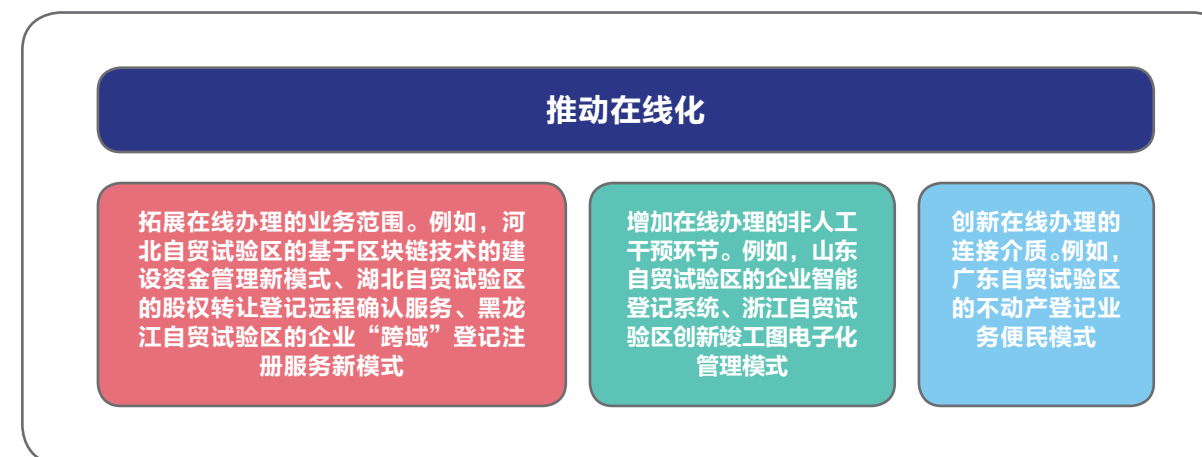 推动在线化
拓展在线办理的业务范围。例如，河
北自贸试验区的基于区块链技术的建
设资金管理新模式、湖北自贸试验区
的股权转让登记远程确认服务、黑龙
江自贸试验区的企业“跨域”登记注
册服务新模式
增加在线办理的非人工
干预环节。例如，山东
自贸试验区的企业智能
登记系统、浙江自贸试
验区创新竣工图电子化
管理模式
创新在线办理的
连接介质。例如，
广东自贸试验区
的不动产登记业
务便民模式